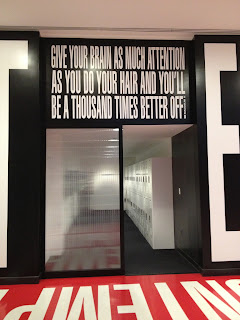 GIVE YOUR BRAIN AS MUCH ATTENTION
AS YOU DO YOUR HAIR AND YOU'LL
BE A THOUSAND TIMES BETTER OFF
T
E
NTEMP